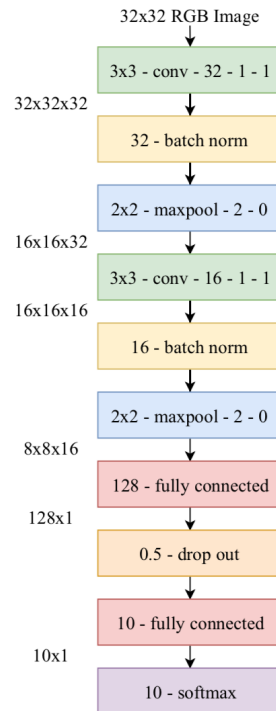 32x32 RGB Image
3x3 - conv - 32 - 1 - 1
32x32x32
32 - batch norm
2x2 - maxpool - 2 - 0
16x16x32
3x3 - conv - 16 - 1 - 1
16x16x16
16 - batch norm
2x2 - maxpool - 2 - 0
8x8x16
128 - fully connected
128x1
0.5 - drop out
10 - fully connected
10x1
10 - softmax